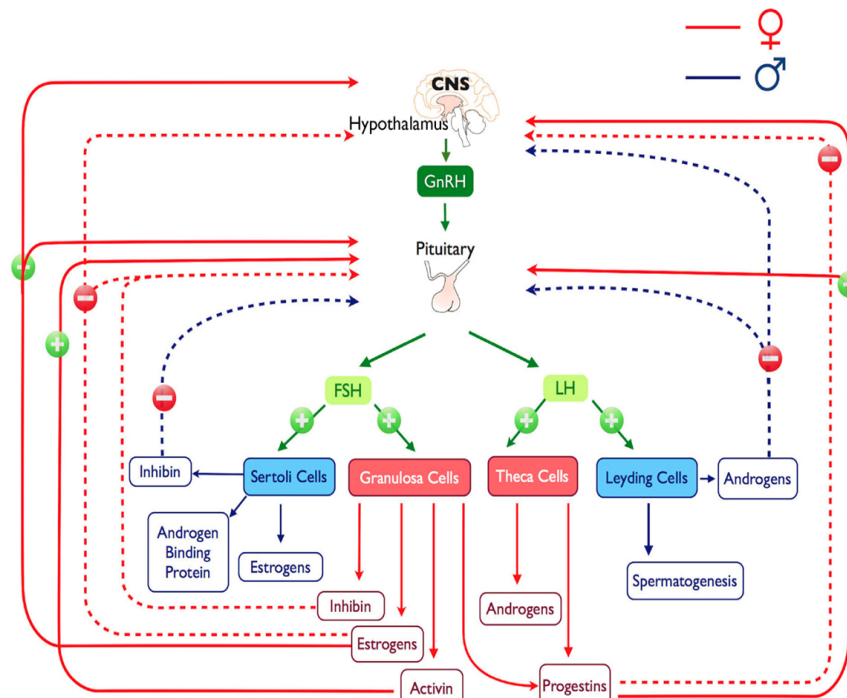 CNS
Hypothalamus
GnRH
Pituitary
FSH
LH
Inhibin
Sertoli Cells
Granulosa Cells
Theca Cells
Leyding Cells
Androgens
Androgen
Binding
Protein
Estrogens
Spermatogenesis
Inhibin
Androgens
Estrogens
Activin
Progestins